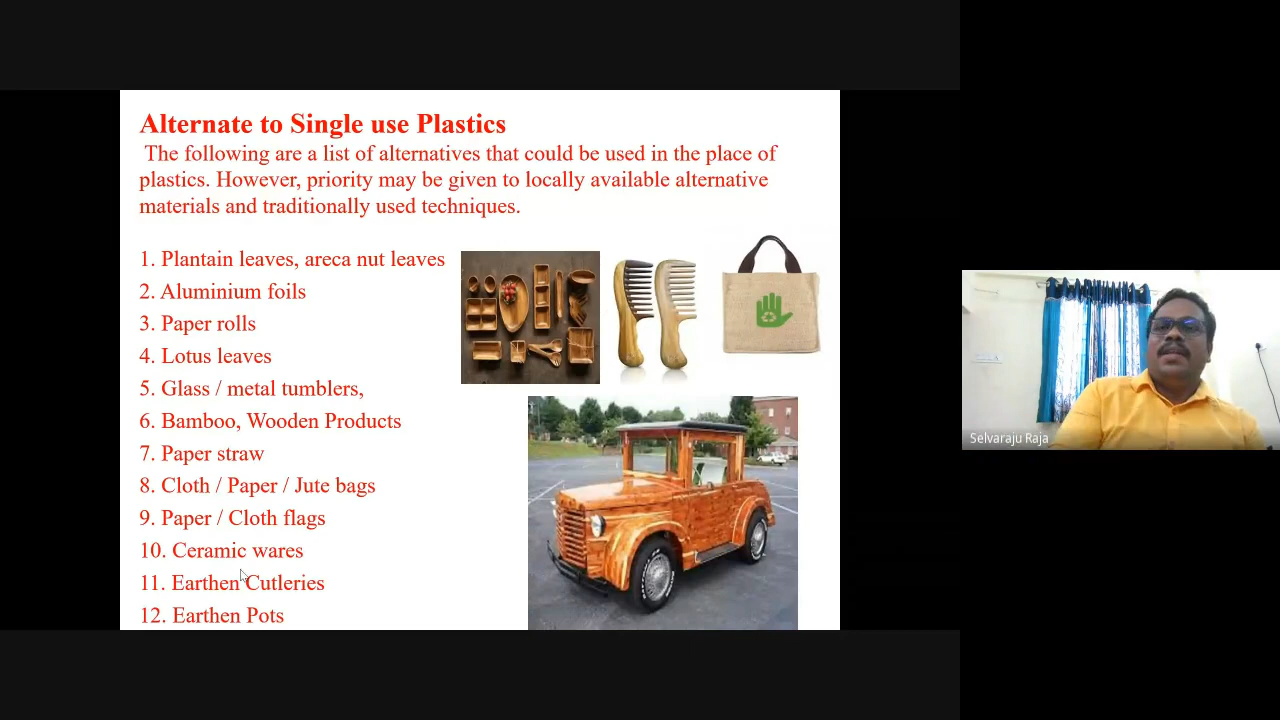 Alternate to Single use Plastics
The following are a list of alternatives that could be used in the place of
plastics. However, priority may be given to locally available alternative
materials and traditionally used techniques.
1. Plantain leaves, areca nut leaves
2. Aluminium foils
3. Paper rolls
4. Lotus leaves
5. Glass / metal tumblers,
6. Bamboo, Wooden Products
7. Paper straw
8. Cloth / Paper / Jute bags
9. Paper / Cloth flags
10. Ceramic wares
11. Earthen Cutleries
12. Earthen Pots
Selvaraju Raja